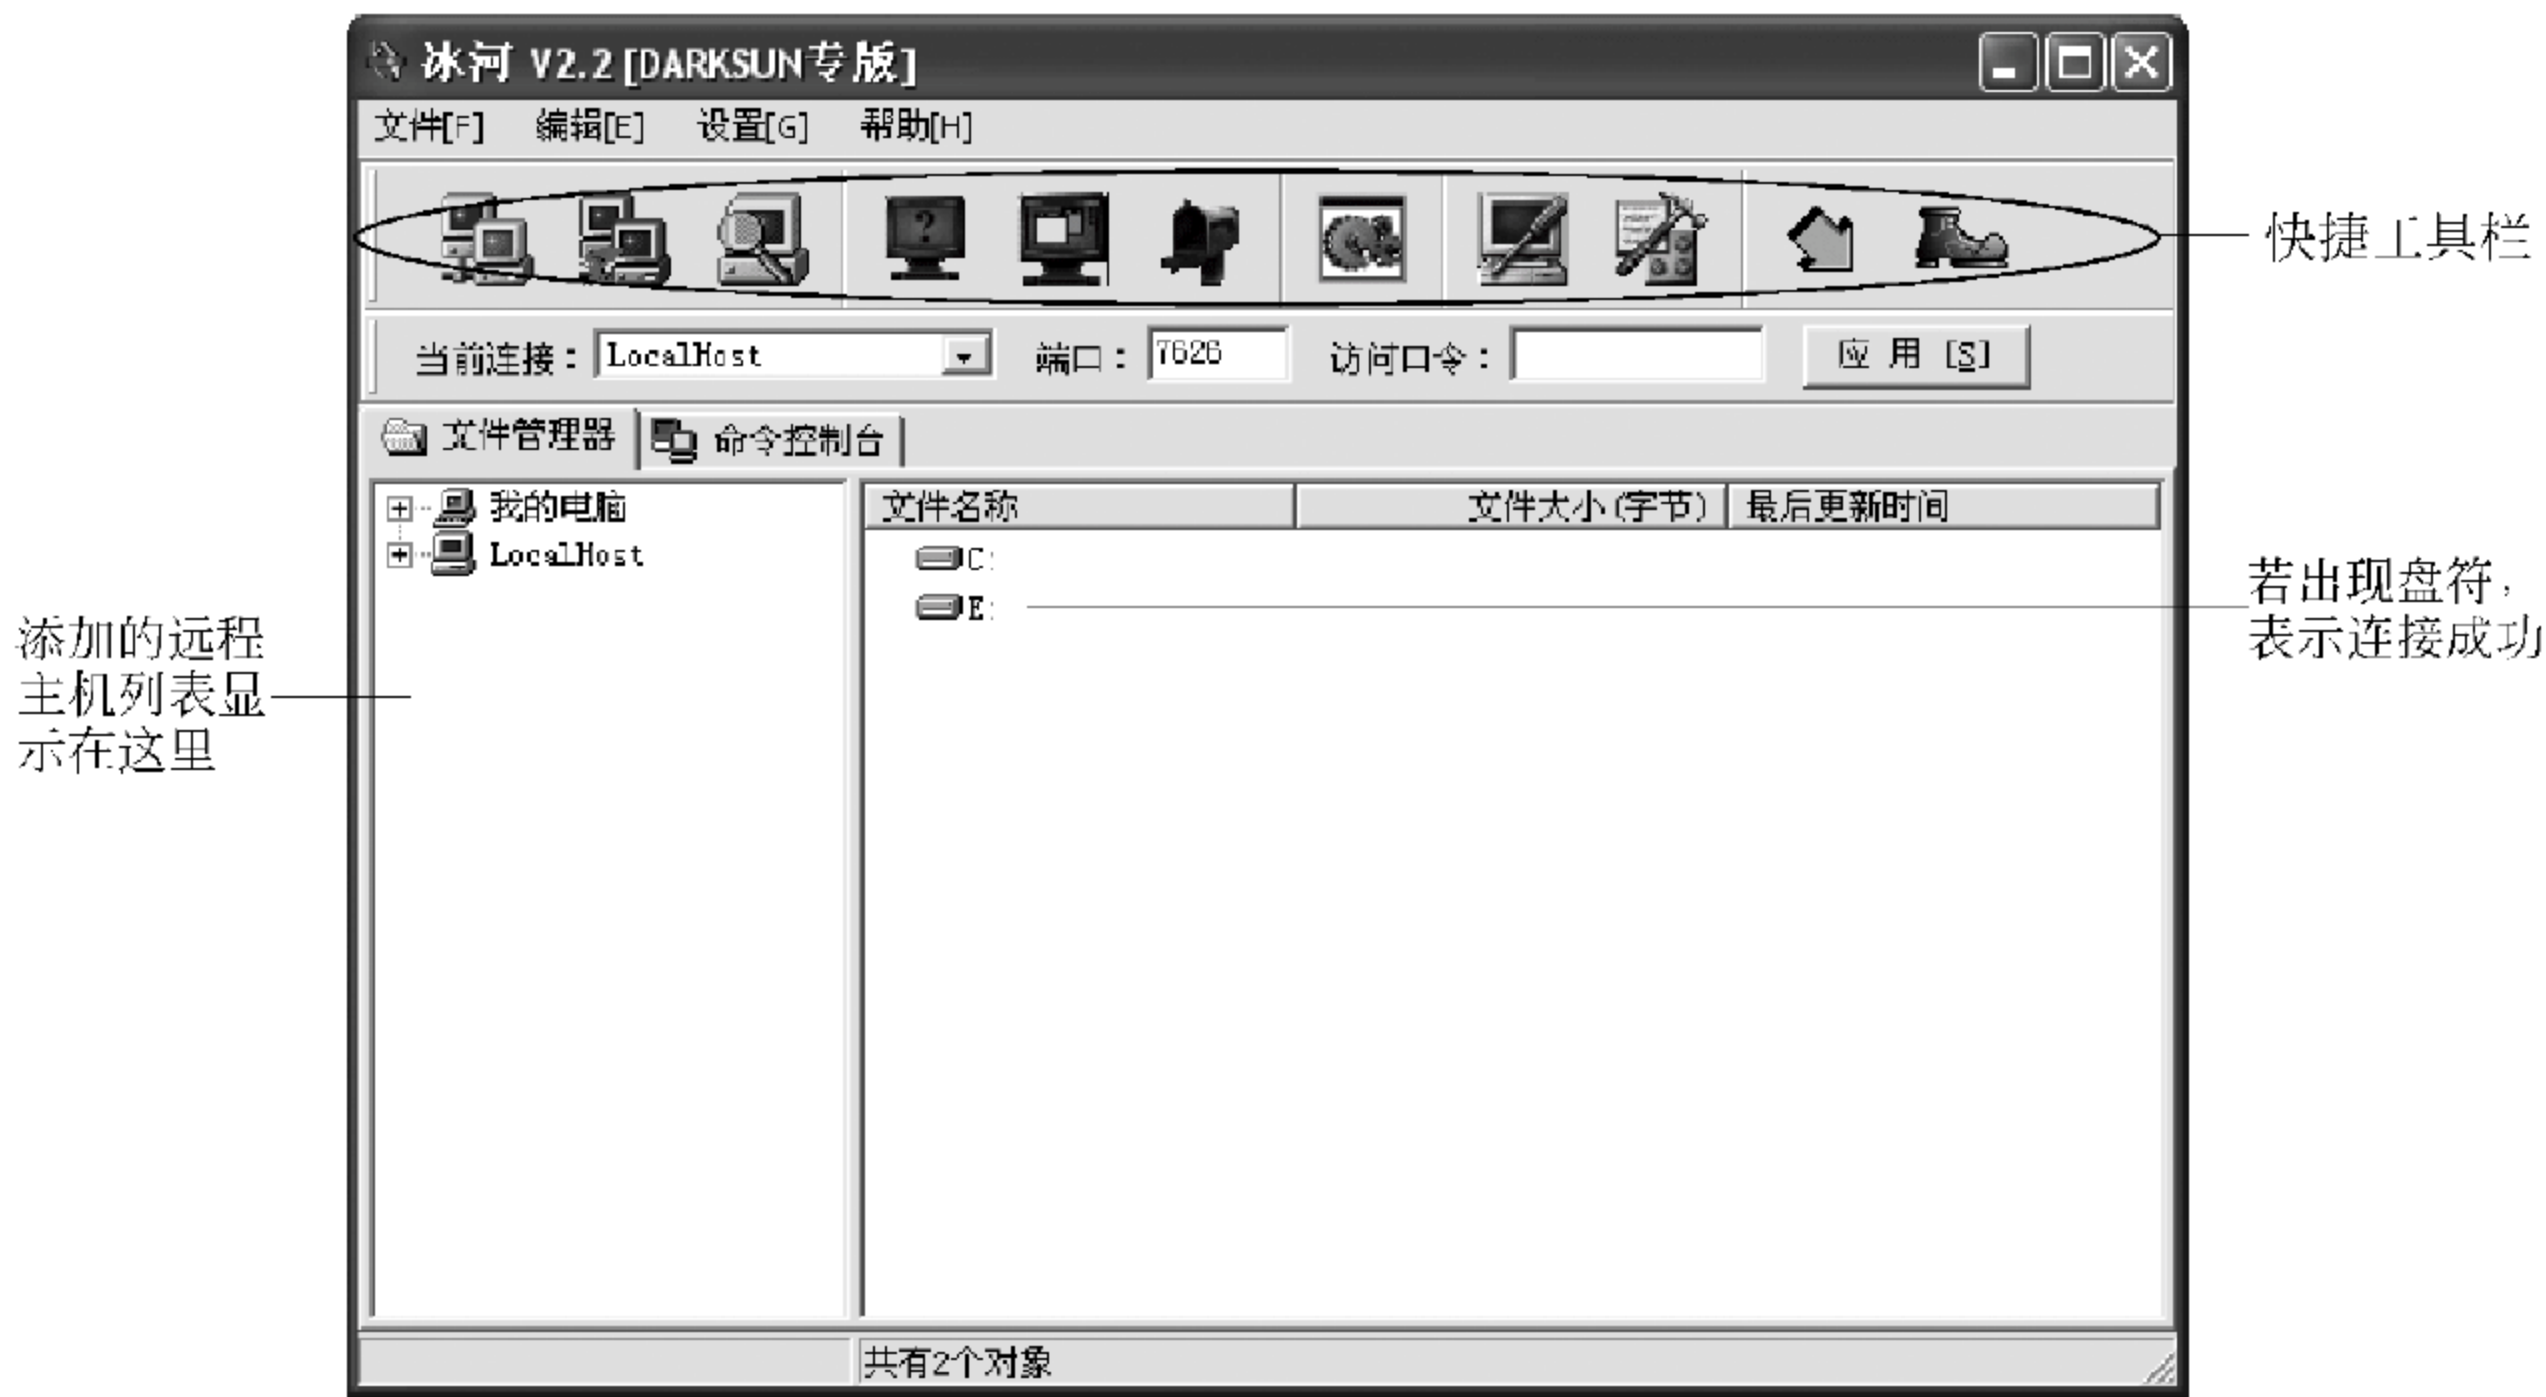 冰河 V2.2 [DARKSUN专版]
文件[F] 编辑[E] 设置[G] 帮助[H]
快捷工具栏
当前连接： LocalHost 端口： 7626 访问口令： 应 用 [S]
文件管理器 命令控制台
我的电脑
LocalHost
文件名称 文件大小(字节) 最后更新时间
C:
E:
若出现盘符，
表示连接成功
添加的远程
主机列表显
示在这里
共有2个对象